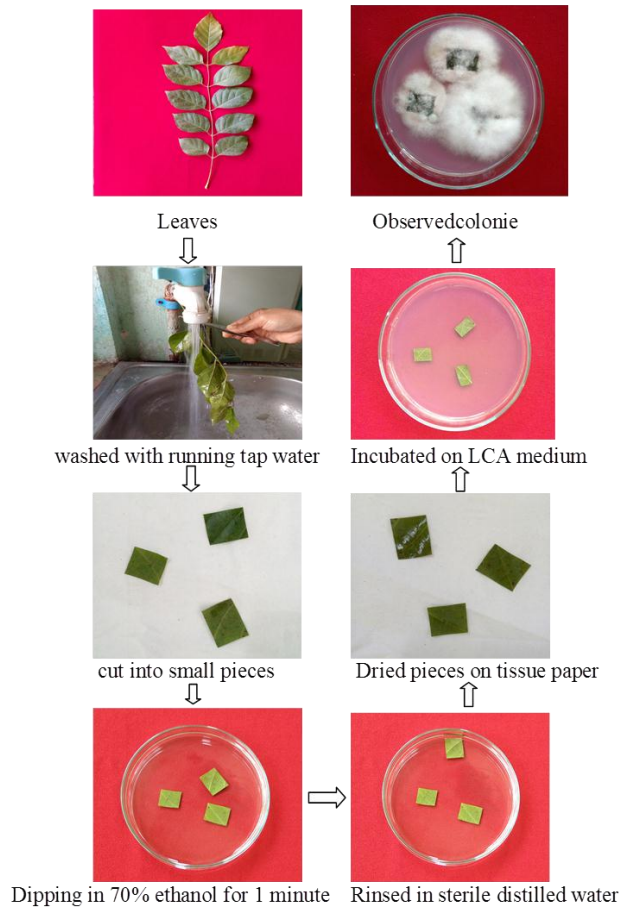 Leaves
washed with running tap water
cut into small pieces
Dipping in 70% ethanol for 1 minute
Rinsed in sterile distilled water
Dried pieces on tissue paper
Incubated on LCA medium
Observedcolonie